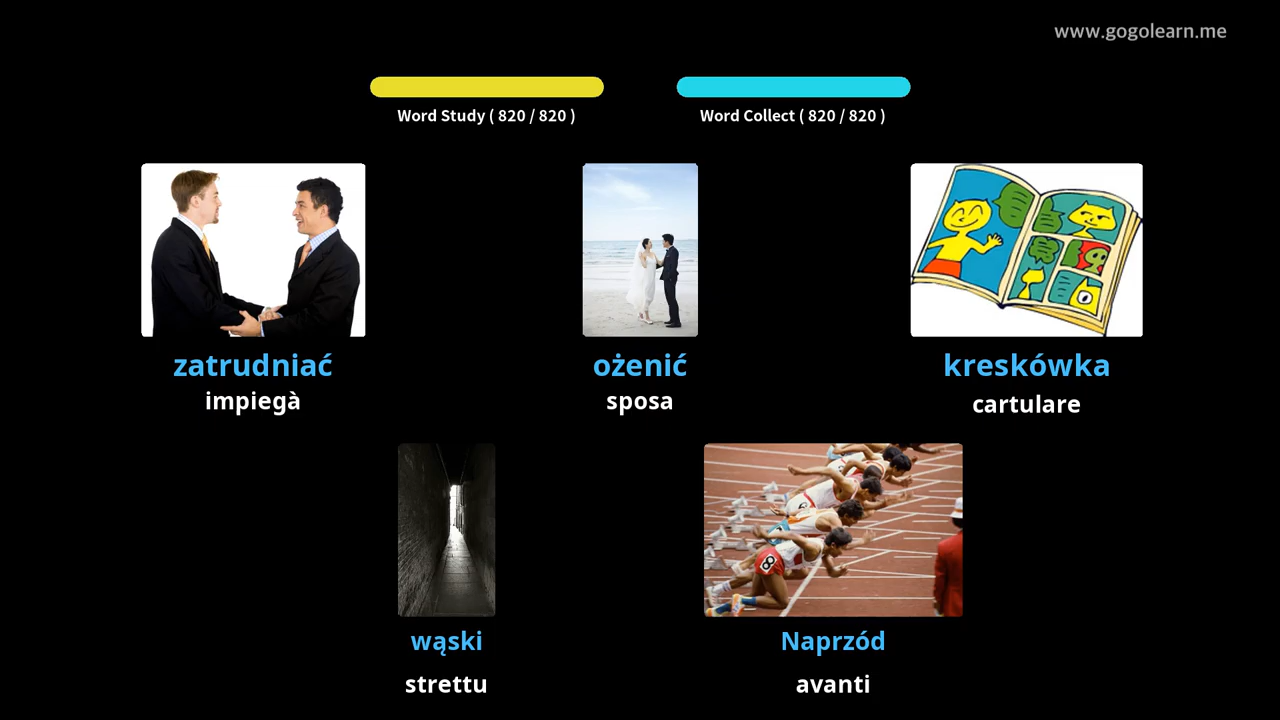 www.gogolearn.me
Word Study ( 820 / 820 )
Word Collect ( 820 / 820 )
zatrudniać
impiegà
ożenić
sposa
kreskówka
cartulare
wąski
strettu
Naprzód
avanti